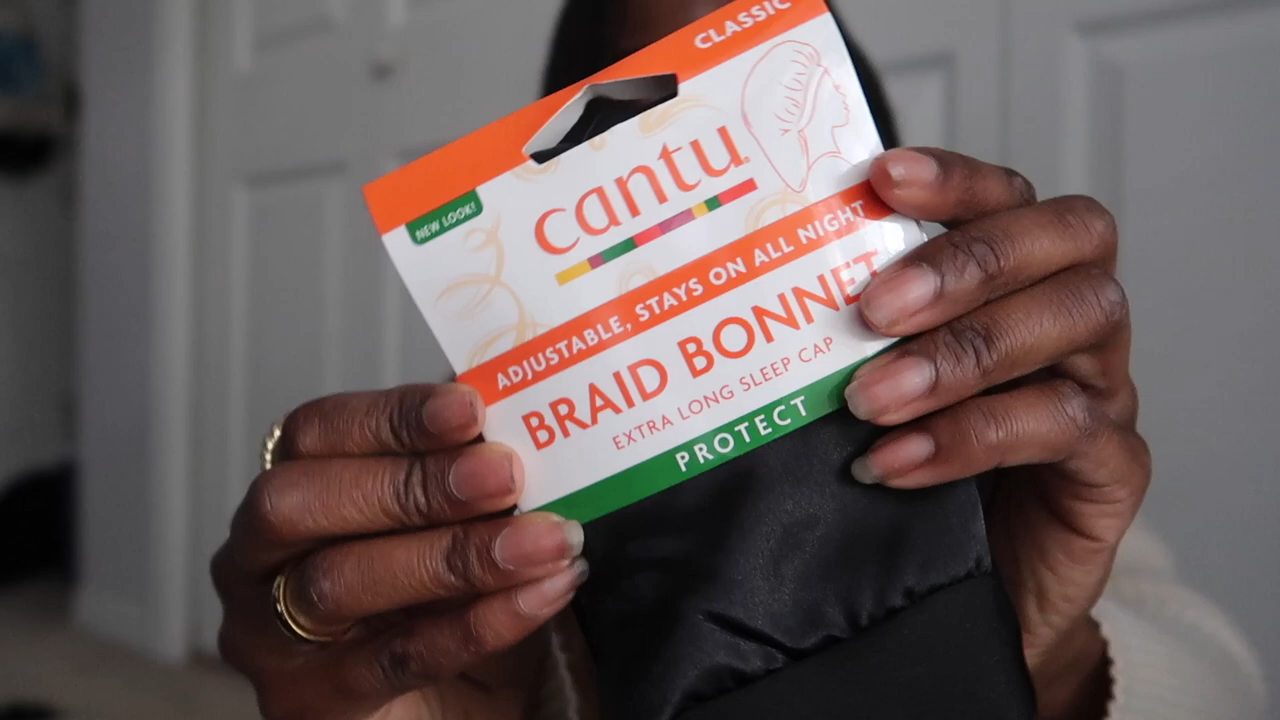 CLASSIC
NEW LOOK!
cantu
ADJUSTABLE, STAYS ON ALL NIGHT
BRAID BONNET
EXTRA LONG SLEEP CAP
PROTECT